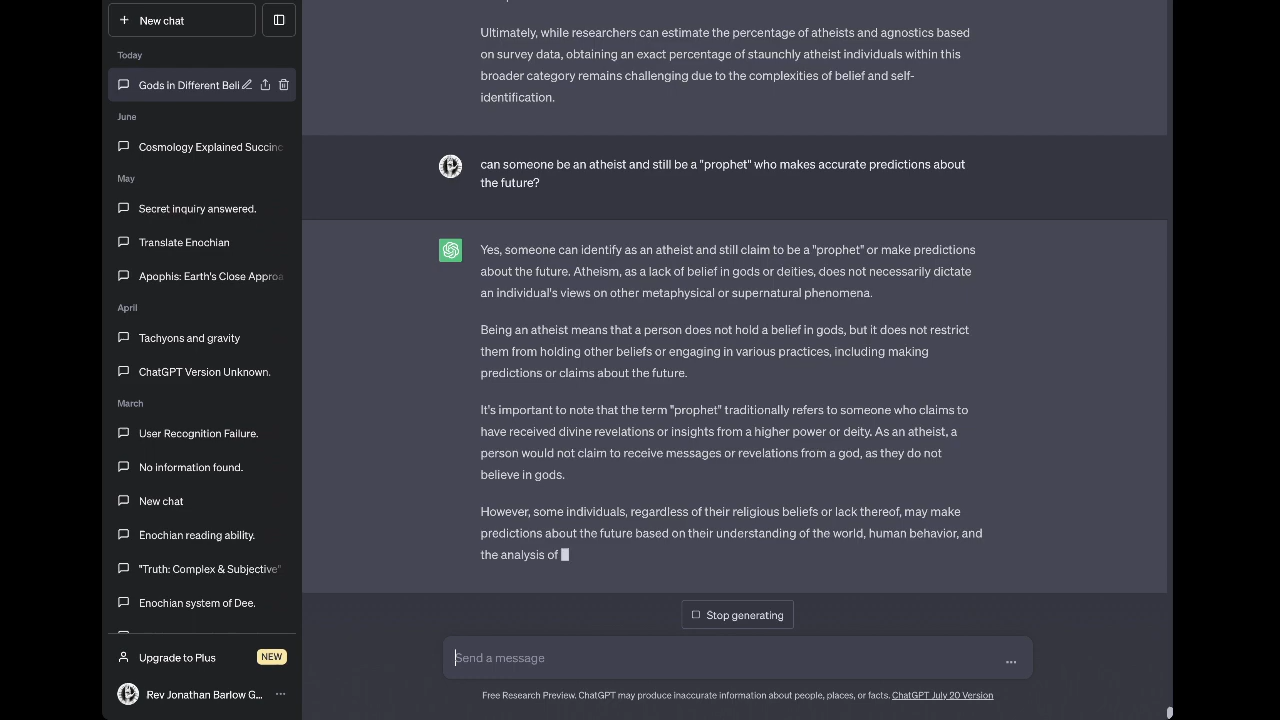 New chat
Today
Gods in Different Beli
June
Cosmology Explained Succinc
May
Secret inquiry answered.
Translate Enochian
Apophis: Earth's Close Approa
April
Tachyons and gravity
ChatGPT Version Unknown.
March
User Recognition Failure.
No information found.
New chat
Enochian reading ability.
"Truth: Complex & Subjective"
Enochian system of Dee.
Upgrade to Plus
NEW
Rev Jonathan Barlow G...
Ultimately, while researchers can estimate the percentage of atheists and agnostics based
on survey data, obtaining an exact percentage of staunchly atheist individuals within this
broader category remains challenging due to the complexities of belief and self-
identification.
can someone be an atheist and still be a "prophet" who makes accurate predictions about
the future?
Yes, someone can identify as an atheist and still claim to be a "prophet" or make predictions
about the future. Atheism, as a lack of belief in gods or deities, does not necessarily dictate
an individual's views on other metaphysical or supernatural phenomena.
Being an atheist means that a person does not hold a belief in gods, but it does not restrict
them from holding other beliefs or engaging in various practices, including making
predictions or claims about the future.
It's important to note that the term "prophet" traditionally refers to someone who claims to
have received divine revelations or insights from a higher power or deity. As an atheist, a
person would not claim to receive messages or revelations from a god, as they do not
believe in gods.
However, some individuals, regardless of their religious beliefs or lack thereof, may make
predictions about the future based on their understanding of the world, human behavior, and
the analysis of
Stop generating
Send a message
Free Research Preview. ChatGPT may produce inaccurate information about people, places, or facts. ChatGPT July 20 Version